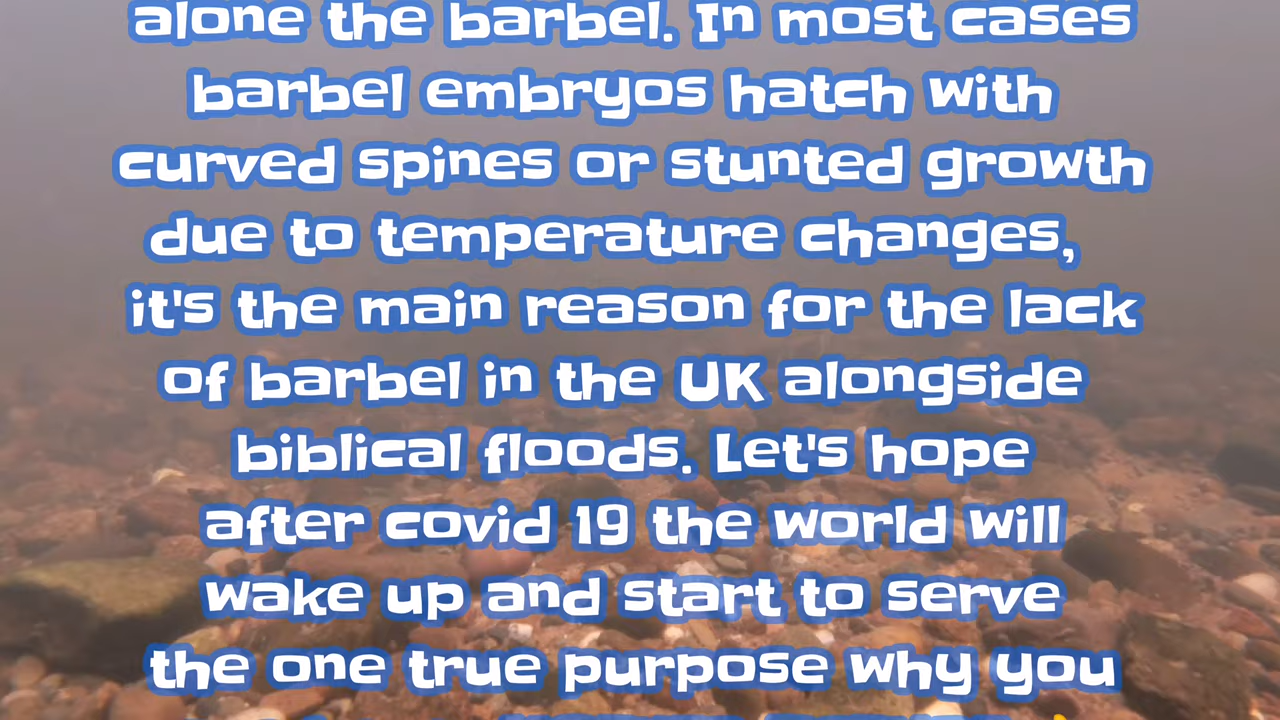 alone the barbel. In most cases
barbel embryos hatch with
curved spines or stunted growth
due to temperature changes,
it's the main reason for the lack
of barbel in the UK alongside
biblical floods. Let's hope
after covid 19 the world will
wake up and start to serve
the one true purpose why you